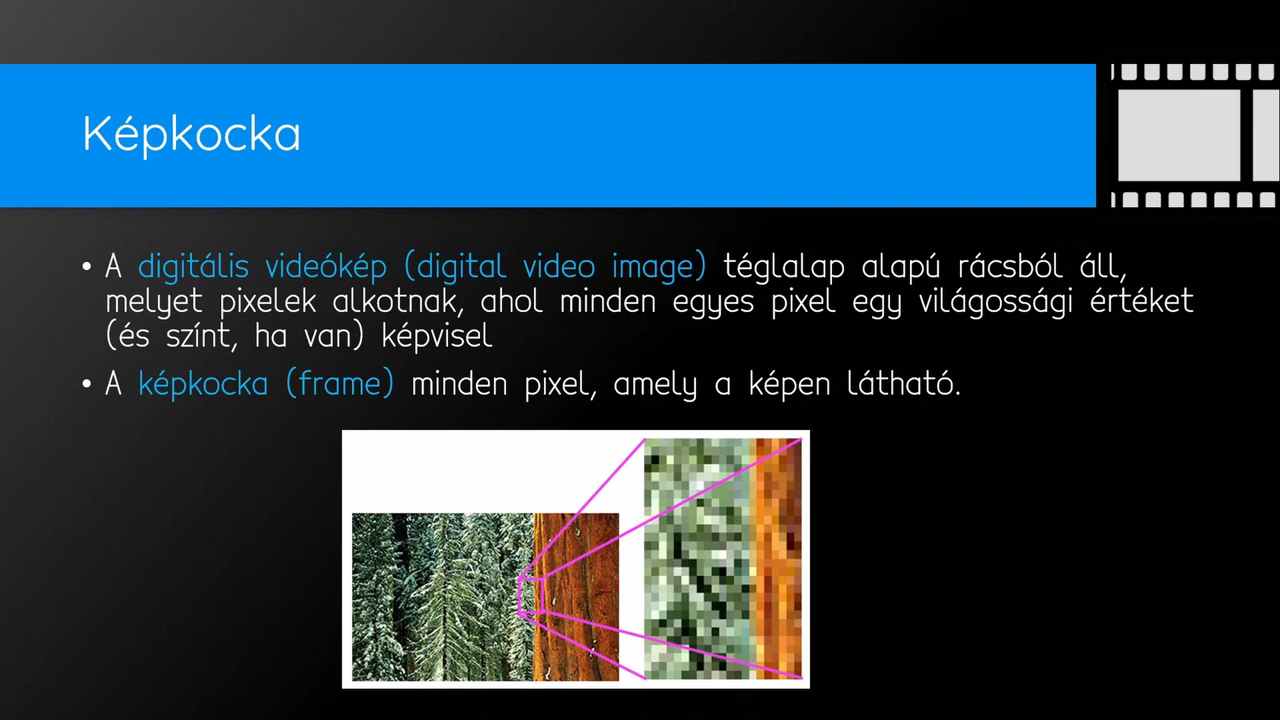 Képkocka
• A digitális videókép (digital video image) téglalap alapú rácsból áll,
melyet pixelek alkotnak, ahol minden egyes pixel egy világossági értéket
(és színt, ha van) képvisel
• A képkocka (frame) minden pixel, amely a képen látható.